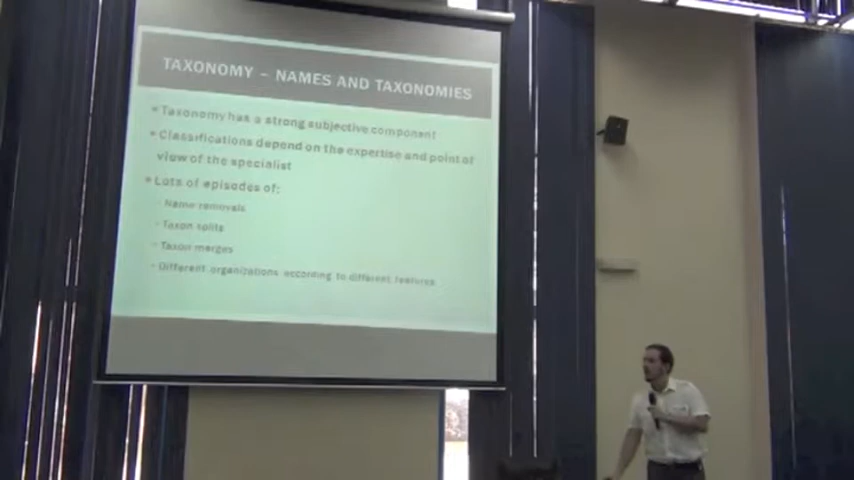 TAXONOMY – NAMES AND TAXONOMIES
Taxonomy has a strong subjective component
Classifications depend on the expertise and point of
view of the specialist
Lots of episodes of:
Name removals
Taxon splits
Taxon merges
Different organizations according to different features